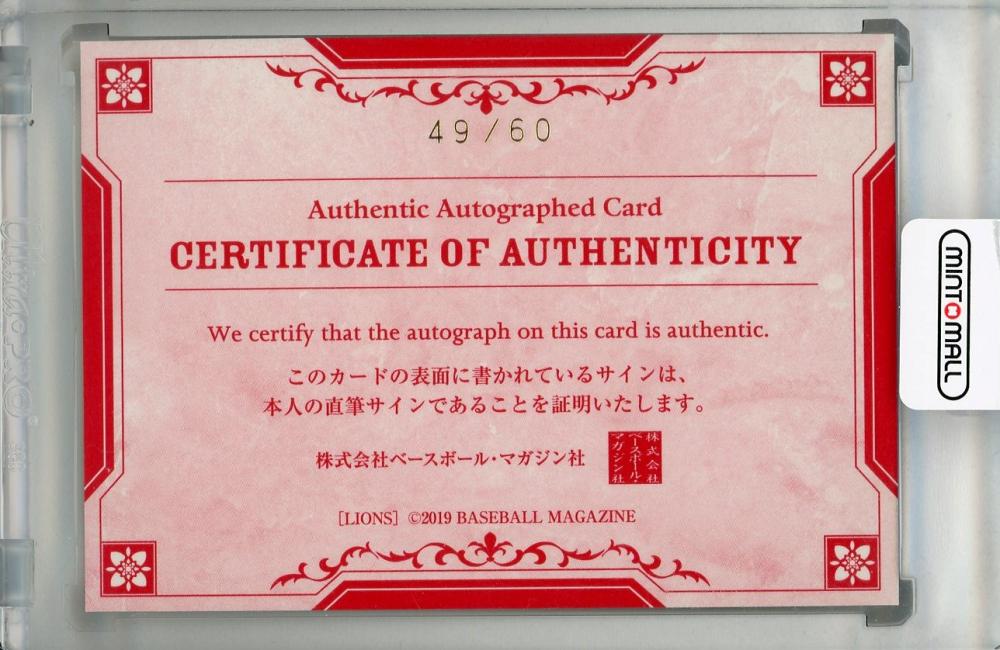 49/60
Authentic Autographed Card
CERTIFICATE OF AUTHENTICITY
We certify that the autograph on this card is authentic.
このカードの表面に書かれているサインは、
本人の直筆サインであることを証明いたします。
株式会社ベースボール・マガジン社
株式会社
ベースボール・
マガジン社
[LIONS] ©2019 BASEBALL MAGAZINE
MINTOMALL